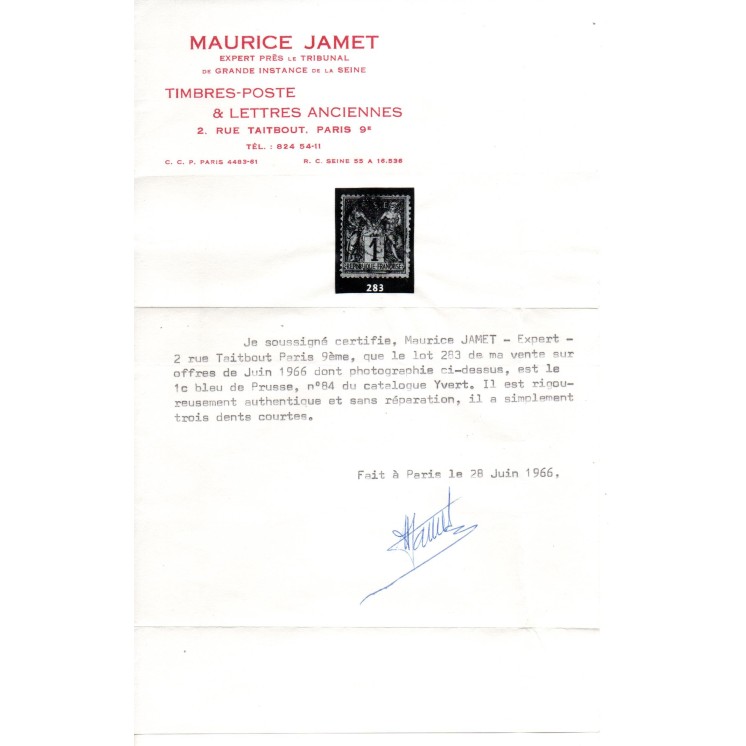 MAURICE JAMET
EXPERT PRÈS LE TRIBUNAL
DE GRANDE INSTANCE DE LA SEINE
TIMBRES-POSTE
& LETTRES ANCIENNES
2, RUE TAITBOUT, PARIS 9e
TÉL. : 824 54-11
C. C. P. PARIS 4483-61 R. C. SEINE 55 A 16.836
1
RÉPUBLIQUE FRANÇAISE
283
Je soussigné certifie, Maurice JAMET - Expert -
2 rue Taitbout Paris 9ème, que le lot 283 de ma vente sur
offres de Juin 1966 dont photographie ci-dessus, est le
1c bleu de Prusse, n°84 du catalogue Yvert. Il est rigou-
reusement authentique et sans réparation, il a simplement
trois dents courtes.
Fait à Paris le 28 Juin 1966,
Jamet